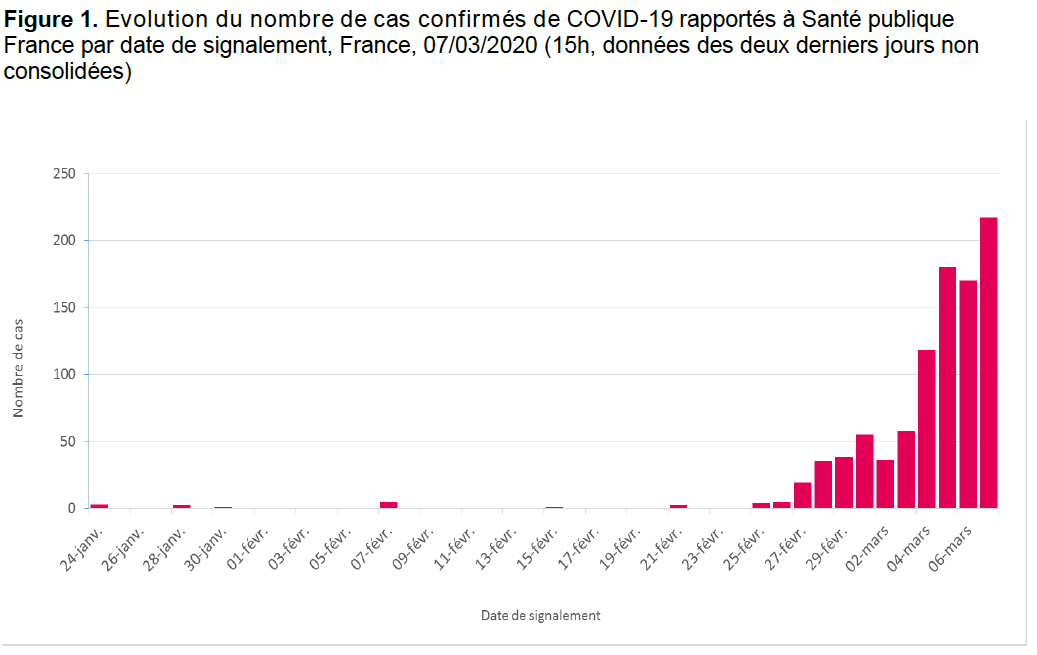 Figure 1. Evolution du nombre de cas confirmés de COVID-19 rapportés à Santé publique
France par date de signalement, France, 07/03/2020 (15h, données des deux derniers jours non
consolidées)
250
200
150
100
50
0
Nombre de cas
24-janv.
26-janv.
28-janv.
30-janv.
01-févr.
03-févr.
05-févr.
07-févr.
09-févr.
11-févr.
13-févr.
15-févr.
17-févr.
19-févr.
21-févr.
23-févr.
25-févr.
27-févr.
29-févr.
02-mars
04-mars
06-mars
Date de signalement